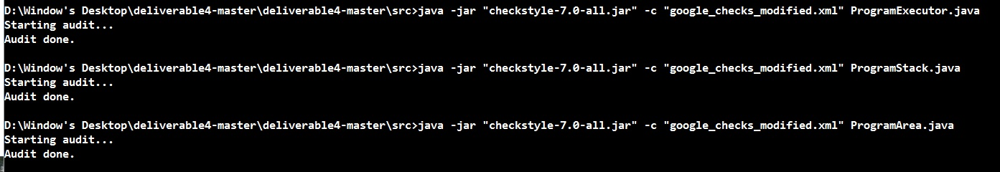 D:\Window's Desktop\deliverable4-master\deliverable4-master\src>java -jar "checkstyle-7.0-all.jar" -c "google_checks_modified.xml" ProgramExecutor.java
Starting audit...
Audit done.
D:\Window's Desktop\deliverable4-master\deliverable4-master\src>java -jar "checkstyle-7.0-all.jar" -c "google_checks_modified.xml" ProgramStack.java
Starting audit...
Audit done.
D:\Window's Desktop\deliverable4-master\deliverable4-master\src>java -jar "checkstyle-7.0-all.jar" -c "google_checks_modified.xml" ProgramArea.java
Starting audit...
Audit done.